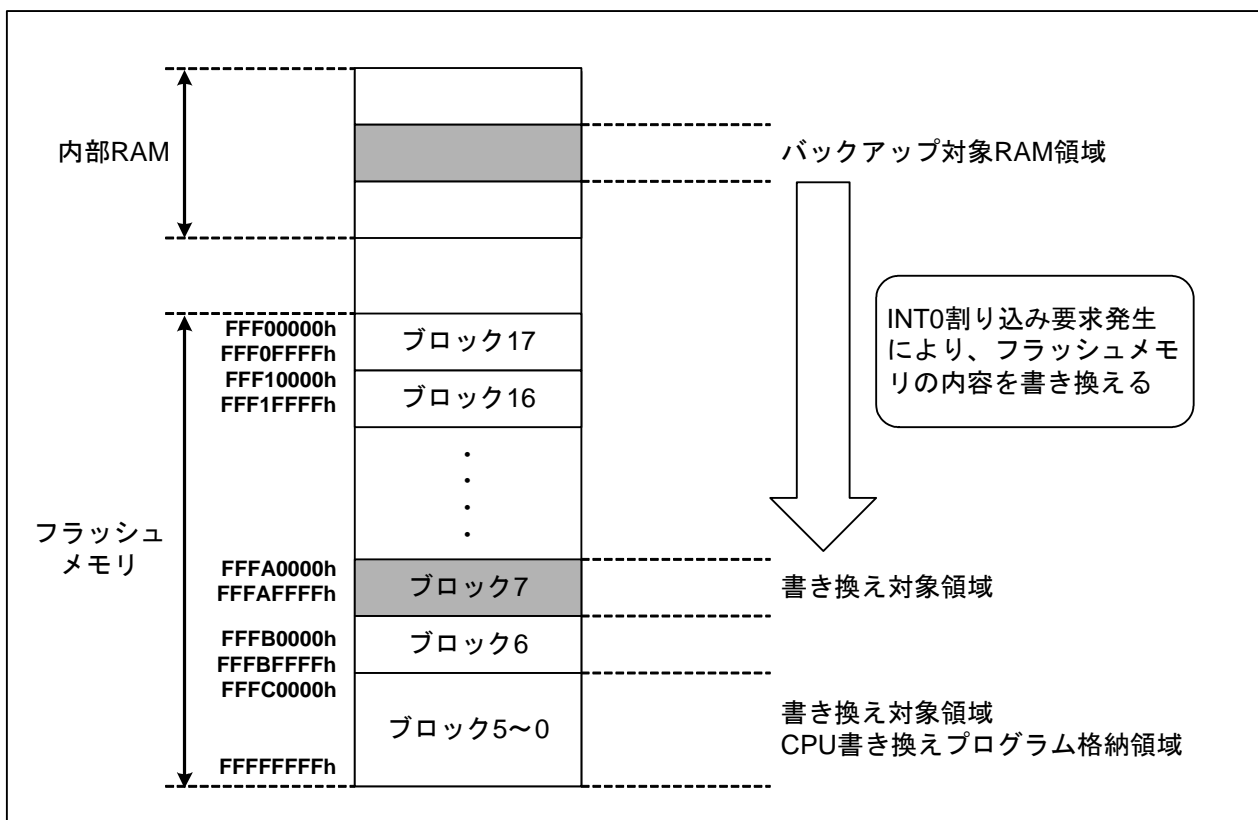 内部RAM
バックアップ対象RAM領域
INT0割り込み要求発生
により、フラッシュメモ
リの内容を書き換える
フラッシュ
メモリ
FFF00000h
FFF0FFFFh
ブロック17
FFF10000h
FFF1FFFFh
ブロック16
FFFA0000h
FFFAFFFFh
ブロック7
書き換え対象領域
FFFB0000h
FFFBFFFFh
ブロック6
FFFC0000h
ブロック5～0
FFFFFFFFh
書き換え対象領域
CPU書き換えプログラム格納領域